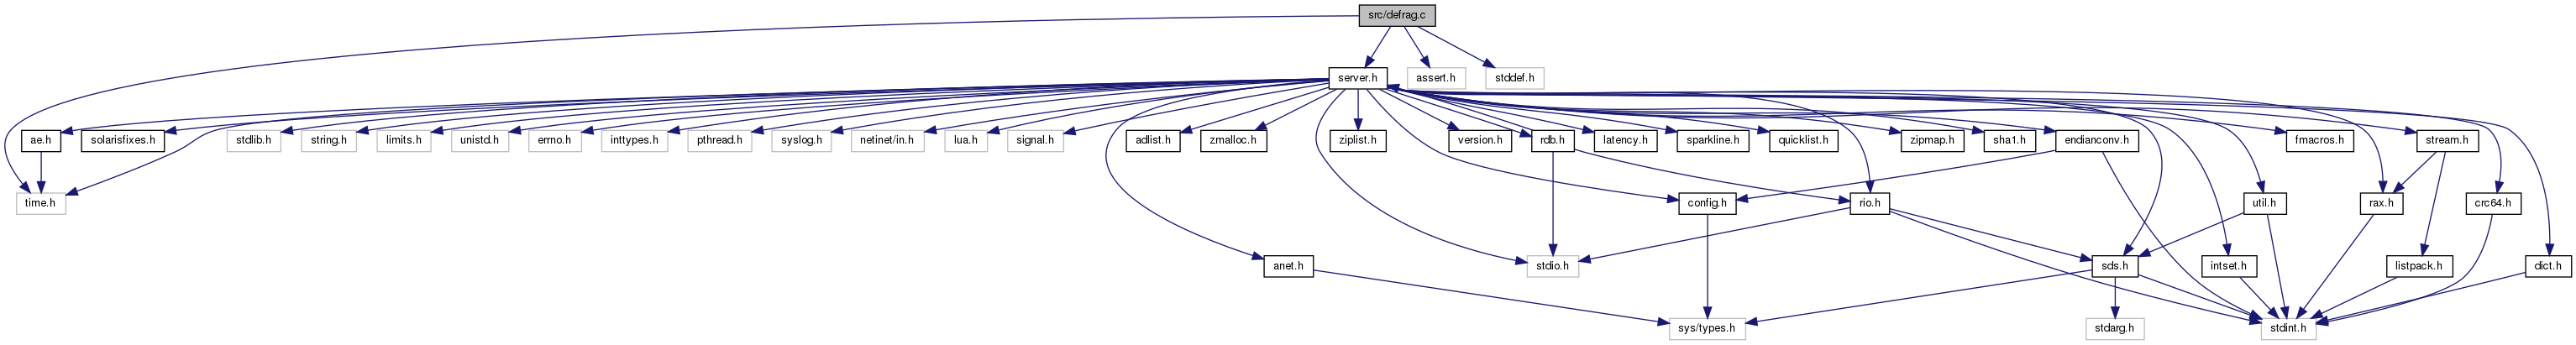 src/defrag.c
server.h
assert.h
stddef.h
ae.h
solarisfixes.h
stdlib.h
string.h
limits.h
unistd.h
errno.h
inttypes.h
pthread.h
syslog.h
netinet/in.h
lua.h
signal.h
adlist.h
zmalloc.h
ziplist.h
version.h
rdb.h
latency.h
sparkline.h
quicklist.h
zipmap.h
sha1.h
endianconv.h
fmacros.h
stream.h
time.h
config.h
rio.h
util.h
rax.h
crc64.h
anet.h
stdio.h
sds.h
intset.h
listpack.h
dict.h
sys/types.h
stdarg.h
stdint.h